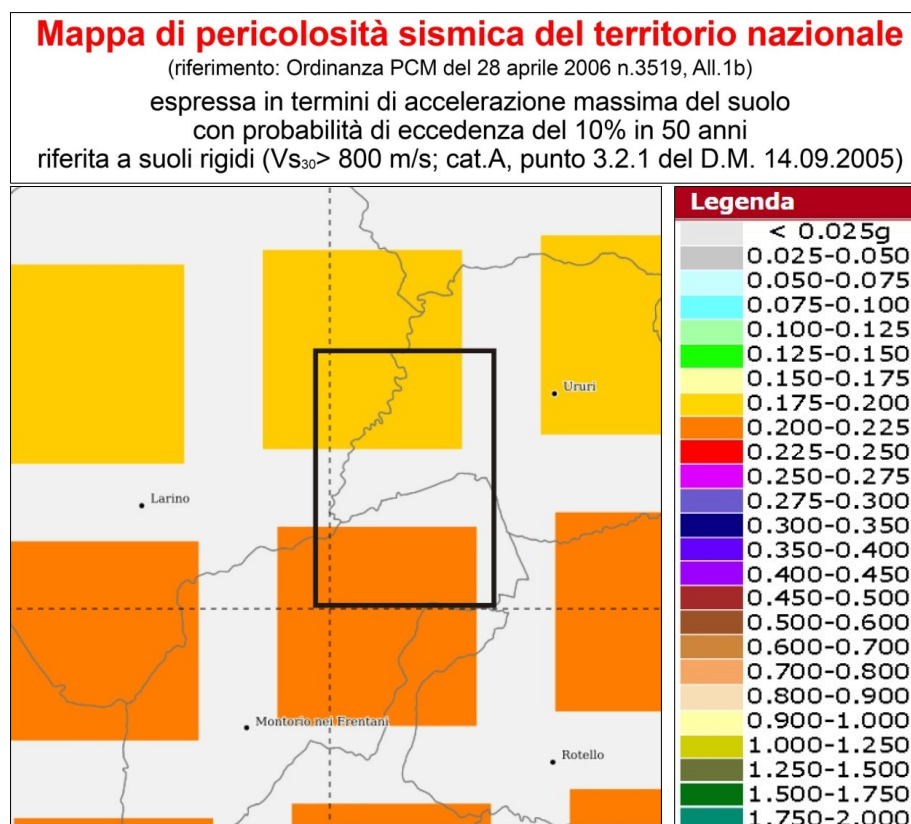 Mappa di pericolosità sismica del territorio nazionale
(riferimento: Ordinanza PCM del 28 aprile 2006 n.3519, All.1b)
espressa in termini di accelerazione massima del suolo
con probabilità di eccedenza del 10% in 50 anni
riferita a suoli rigidi (Vs30> 800 m/s; cat.A, punto 3.2.1 del D.M. 14.09.2005)
Ururi
Larino
Montorio nei Frentani
Rotello
Legenda
< 0.025g
0.025-0.050
0.050-0.075
0.075-0.100
0.100-0.125
0.125-0.150
0.150-0.175
0.175-0.200
0.200-0.225
0.225-0.250
0.250-0.275
0.275-0.300
0.300-0.350
0.350-0.400
0.400-0.450
0.450-0.500
0.500-0.600
0.600-0.700
0.700-0.800
0.800-0.900
0.900-1.000
1.000-1.250
1.250-1.500
1.500-1.750
1.750-2.000